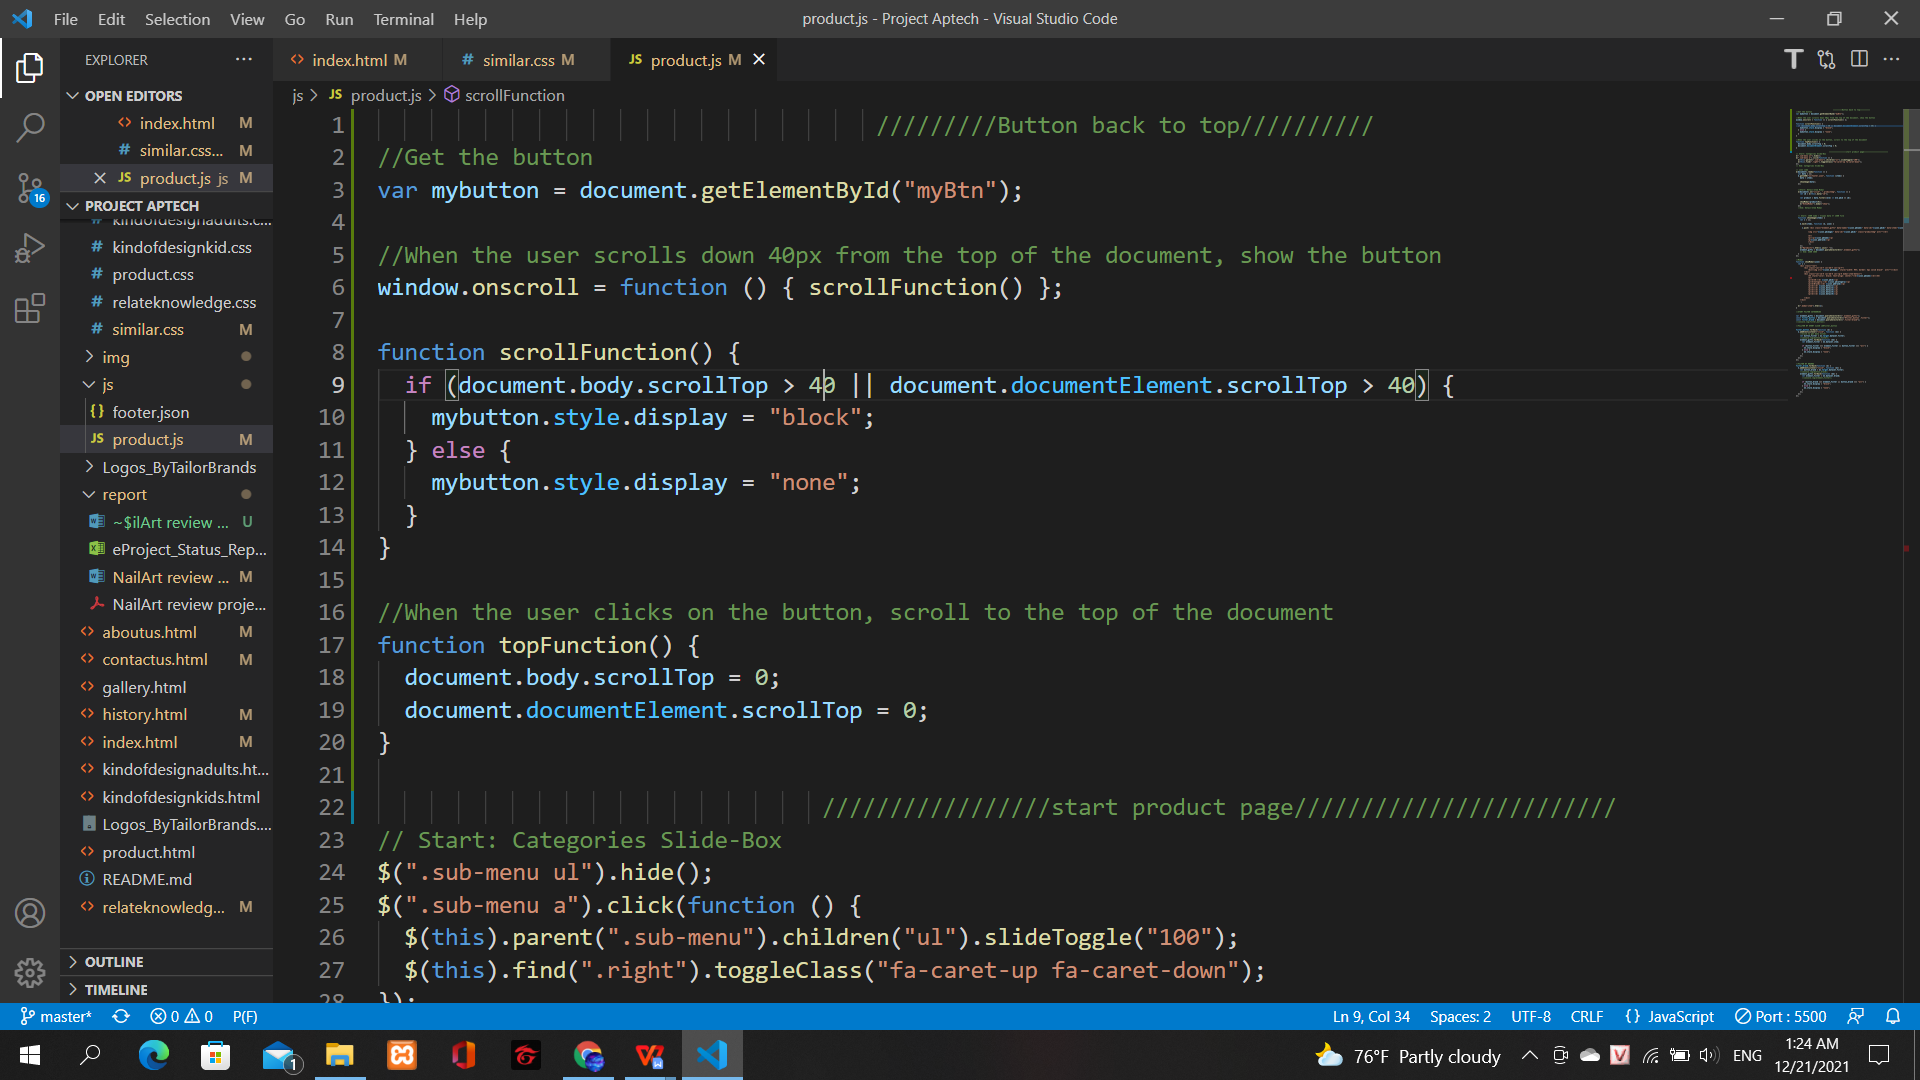 File Edit Selection View Go Run Terminal Help
product.js - Project Aptech - Visual Studio Code
EXPLORER
index.html M
similar.css M
JS product.js M
OPEN EDITORS
index.html M
# similar.css... M
JS product.js js M
PROJECT APTECH
# kindofdesignadults.c...
# kindofdesignkid.css
# product.css
# relateknowledge.css
# similar.css M
img
js
{} footer.json
JS product.js M
Logos_ByTailorBrands
report
~$ilArt review ... U
eProject_Status_Rep...
NailArt review ... M
NailArt review proje...
aboutus.html M
contactus.html M
gallery.html
history.html M
index.html M
kindofdesignadults.ht...
kindofdesignkids.html
Logos_ByTailorBrands....
product.html
README.md
relateknowledg... M
OUTLINE
TIMELINE
16
js > JS product.js > scrollFunction
1 /////////Button back to top//////////
2 //Get the button
3 var mybutton = document.getElementById("myBtn");
4
5 //When the user scrolls down 40px from the top of the document, show the button
6 window.onscroll = function () { scrollFunction() };
7
8 function scrollFunction() {
9 if (document.body.scrollTop > 40 || document.documentElement.scrollTop > 40) {
10 mybutton.style.display = "block";
11 } else {
12 mybutton.style.display = "none";
13 }
14 }
15
16 //When the user clicks on the button, scroll to the top of the document
17 function topFunction() {
18 document.body.scrollTop = 0;
19 document.documentElement.scrollTop = 0;
20 }
21
22 /////////////////start product page////////////////////////
23 // Start: Categories Slide-Box
24 $(".sub-menu ul").hide();
25 $(".sub-menu a").click(function () {
26 $(this).parent(".sub-menu").children("ul").slideToggle("100");
27 $(this).find(".right").toggleClass("fa-caret-up fa-caret-down");
28 });
master* 0 0 P(F)
Ln 9, Col 34 Spaces: 2 UTF-8 CRLF {} JavaScript Port : 5500
1
76°F Partly cloudy
ENG
1:24 AM
12/21/2021